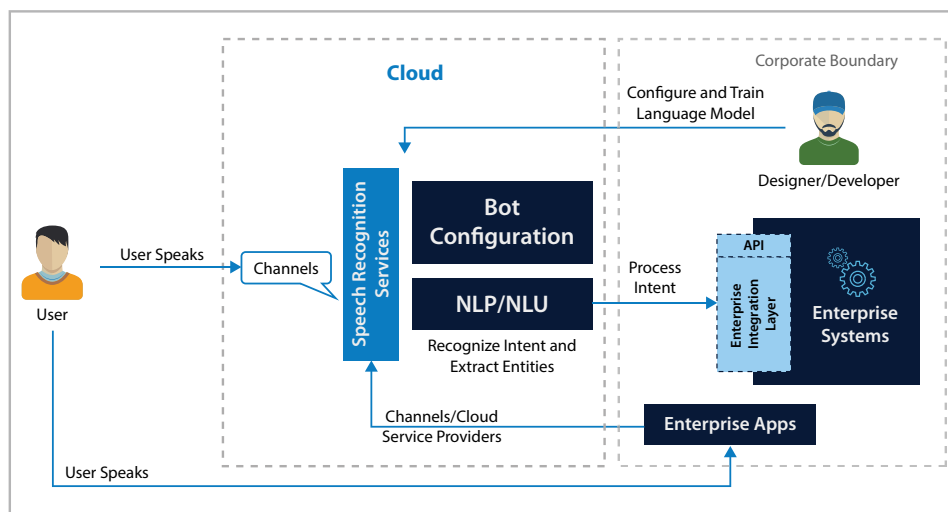 Cloud
Corporate Boundary
Configure and Train
Language Model
Designer/Developer
User Speaks
Channels
User
Speech Recognition
Services
Bot
Configuration
NLP/NLU
Recognize Intent and
Extract Entities
Process
Intent
API
Enterprise
Integration
Layer
Enterprise
Systems
Channels/Cloud
Service Providers
Enterprise Apps
User Speaks